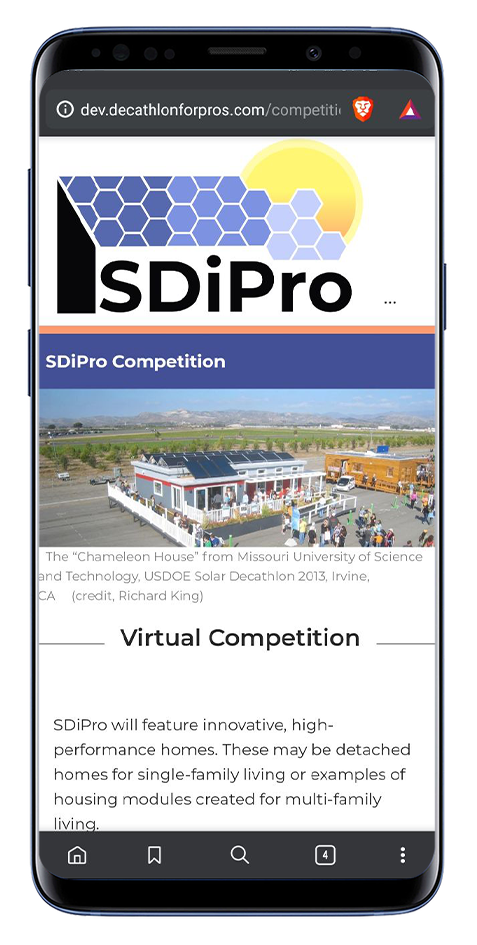 dev.decathlonforpros.com/competiti
SDiPro
...
SDiPro Competition
The “Chameleon House” from Missouri University of Science
and Technology, USDOE Solar Decathlon 2013, Irvine,
CA (credit, Richard King)
Virtual Competition
SDiPro will feature innovative, high-
performance homes. These may be detached
homes for single-family living or examples of
housing modules created for multi-family
living.
4